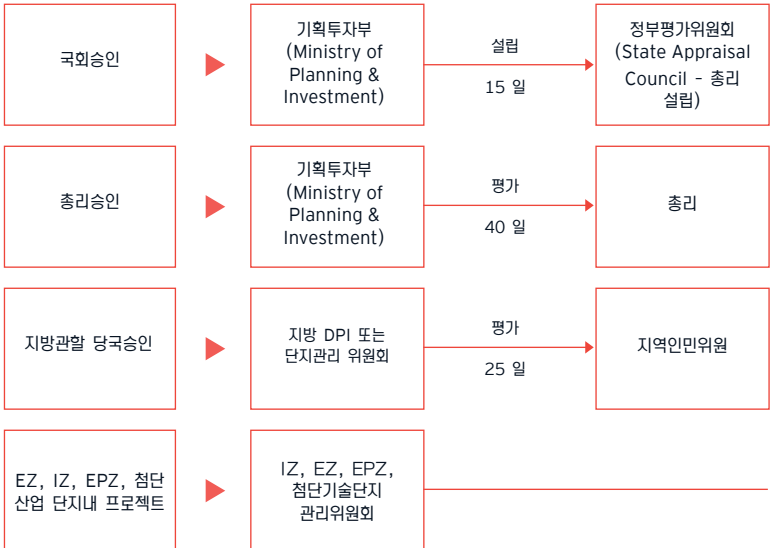 국회승인
기획투자부
(Ministry of
Planning &
Investment)
설립
15 일
정부평가위원회
(State Appraisal
Council – 총리
설립)
총리승인
기획투자부
(Ministry of
Planning &
Investment)
평가
40 일
총리
지방관할 당국승인
지방 DPI 또는
단지관리 위원회
평가
25 일
지역인민위원
EZ, IZ, EPZ, 첨단
산업 단지내 프로젝트
IZ, EZ, EPZ,
첨단기술단지
관리위원회